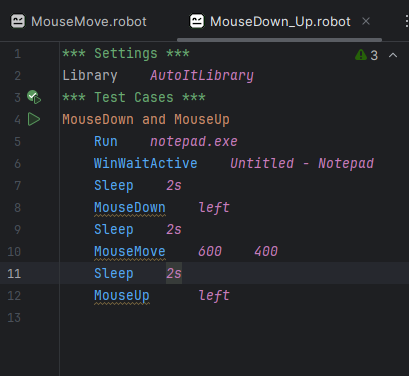 MouseMove.robot MouseDown_Up.robot
1 *** Settings *** 3
2 Library AutoItLibrary
3 *** Test Cases ***
4 MouseDown and MouseUp
5 Run notepad.exe
6 WinWaitActive Untitled - Notepad
7 Sleep 2s
8 MouseDown left
9 Sleep 2s
10 MouseMove 600 400
11 Sleep 2s
12 MouseUp left
13